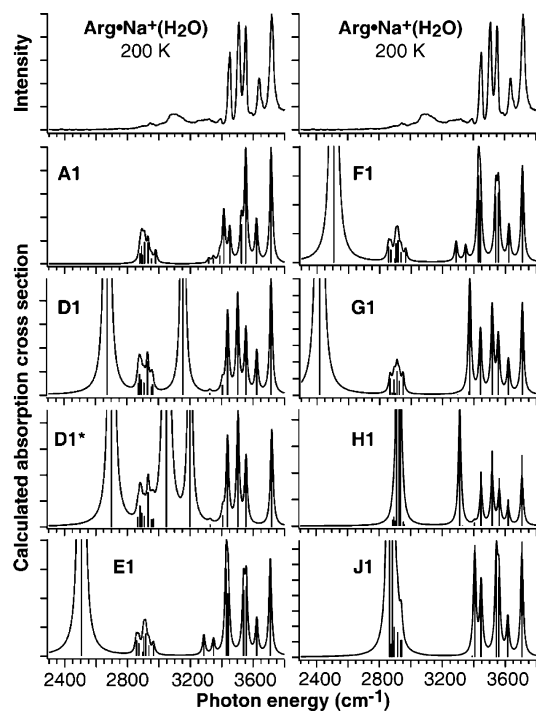 Arg•Na⁺(H₂O)
200 K
Arg•Na⁺(H₂O)
200 K
Intensity
A1
F1
D1
G1
D1*
H1
E1
J1
Calculated absorption cross section
2400 2800 3200 3600
2400 2800 3200 3600
Photon energy (cm⁻¹)